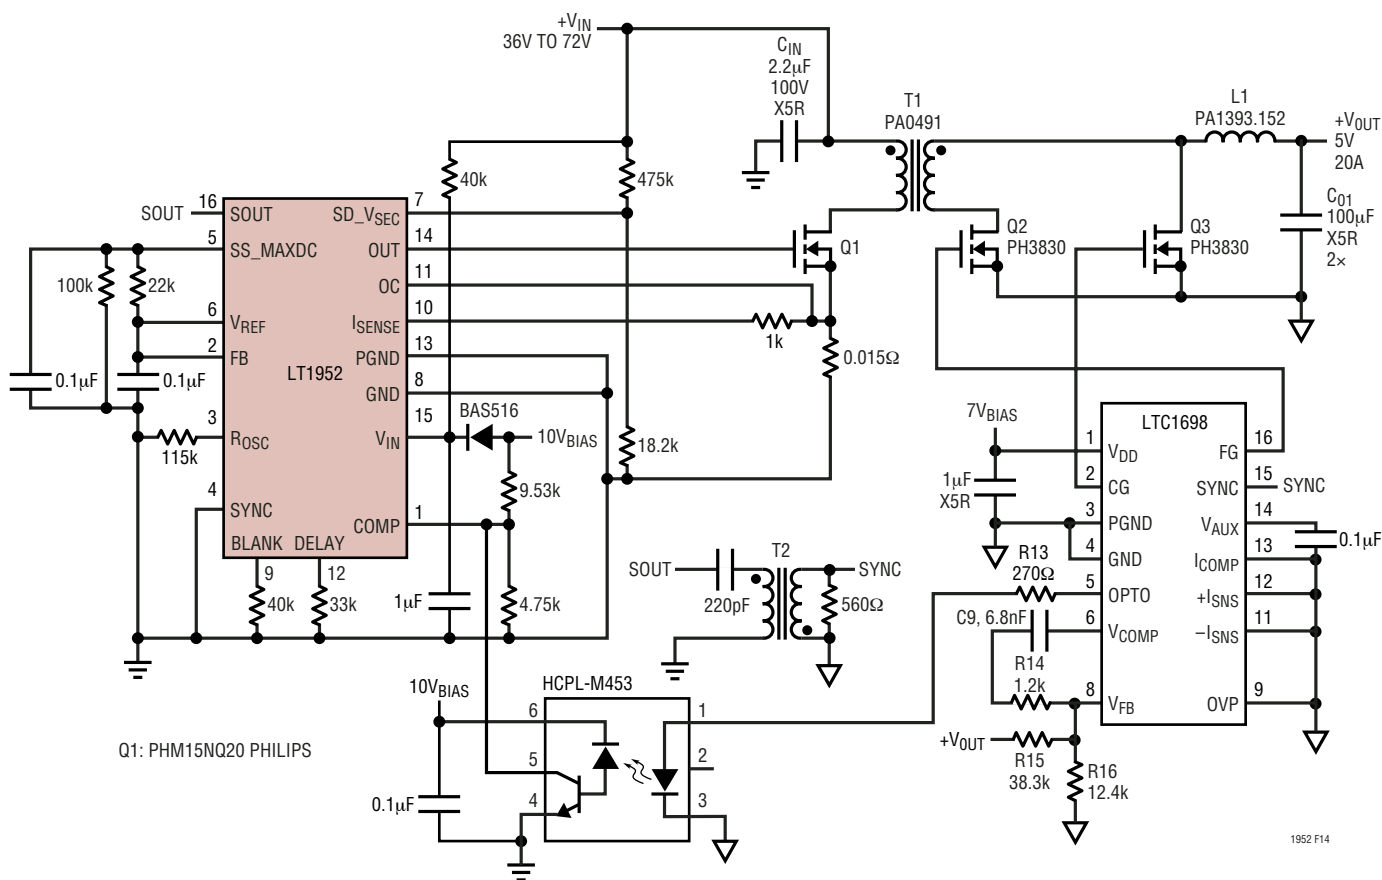 +VIN
36V TO 72V
CIN
2.2µF
100V
X5R
T1
PA0491
L1
PA1393.152
+VOUT
5V
20A
CO1
100µF
X5R
2×
40k
475k
SOUT
16
SOUT
5
SS_MAXDC
100k
22k
6
VREF
2
FB
0.1µF
0.1µF
3
ROSC
115k
4
SYNC
BLANK
DELAY
9
12
40k
33k
LT1952
7
SD_VSEC
14
OUT
11
OC
10
ISENSE
13
PGND
8
GND
15
VIN
1
COMP
BAS516
10VBIAS
9.53k
4.75k
1µF
18.2k
1k
0.015Ω
Q1
Q2
PH3830
Q3
PH3830
LTC1698
7VBIAS
1µF
X5R
1
VDD
2
CG
3
PGND
4
GND
5
OPTO
6
VCOMP
8
VFB
16
FG
15
SYNC
SYNC
14
VAUX
0.1µF
13
ICOMP
12
+ISNS
11
–ISNS
9
OVP
R13
270Ω
C9, 6.8nF
R14
1.2k
+VOUT
R15
38.3k
R16
12.4k
SOUT
220pF
T2
SYNC
560Ω
HCPL-M453
10VBIAS
6
5
4
1
2
3
0.1µF
Q1: PHM15NQ20 PHILIPS
1952 F14